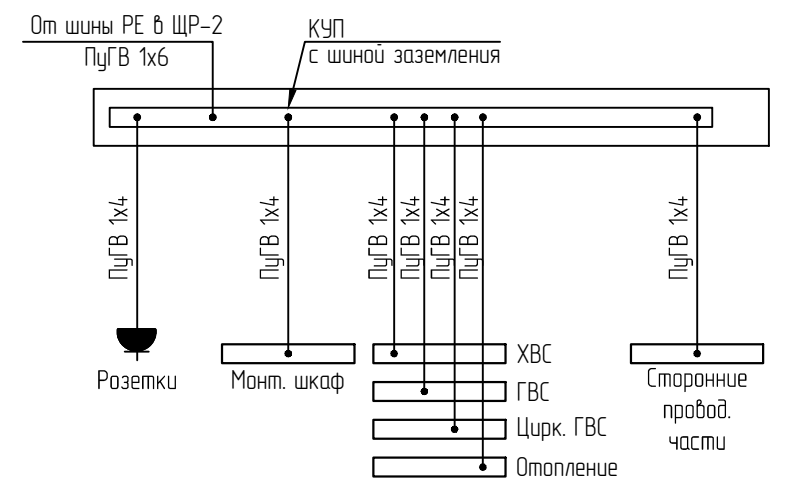 От шины PE в ЩР-2
ПуГВ 1х6
КУП
с шиной заземления
ПуГВ 1х4
ПуГВ 1х4
ПуГВ 1х4
ПуГВ 1х4
ПуГВ 1х4
ПуГВ 1х4
ПуГВ 1х4
Розетки
Монт. шкаф
ХВС
ГВС
Цирк. ГВС
Отопление
Сторонние
провод.
части